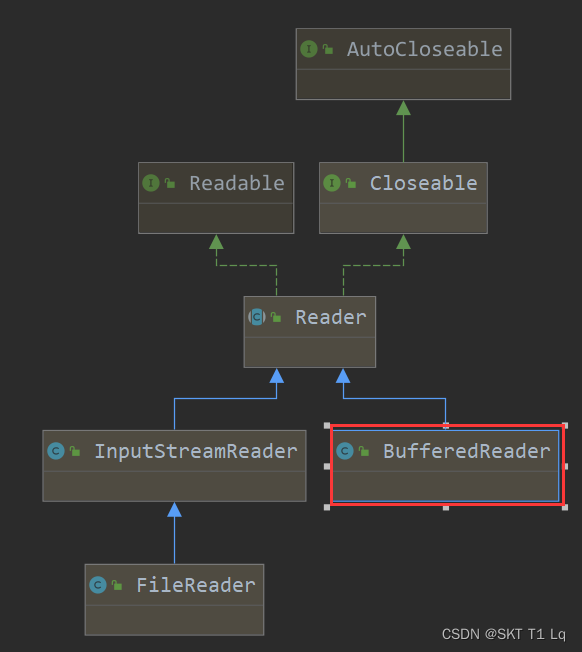 AutoCloseable
Readable
Closeable
Reader
InputStreamReader
BufferedReader
FileReader
CSDN @SKT T1 Lq